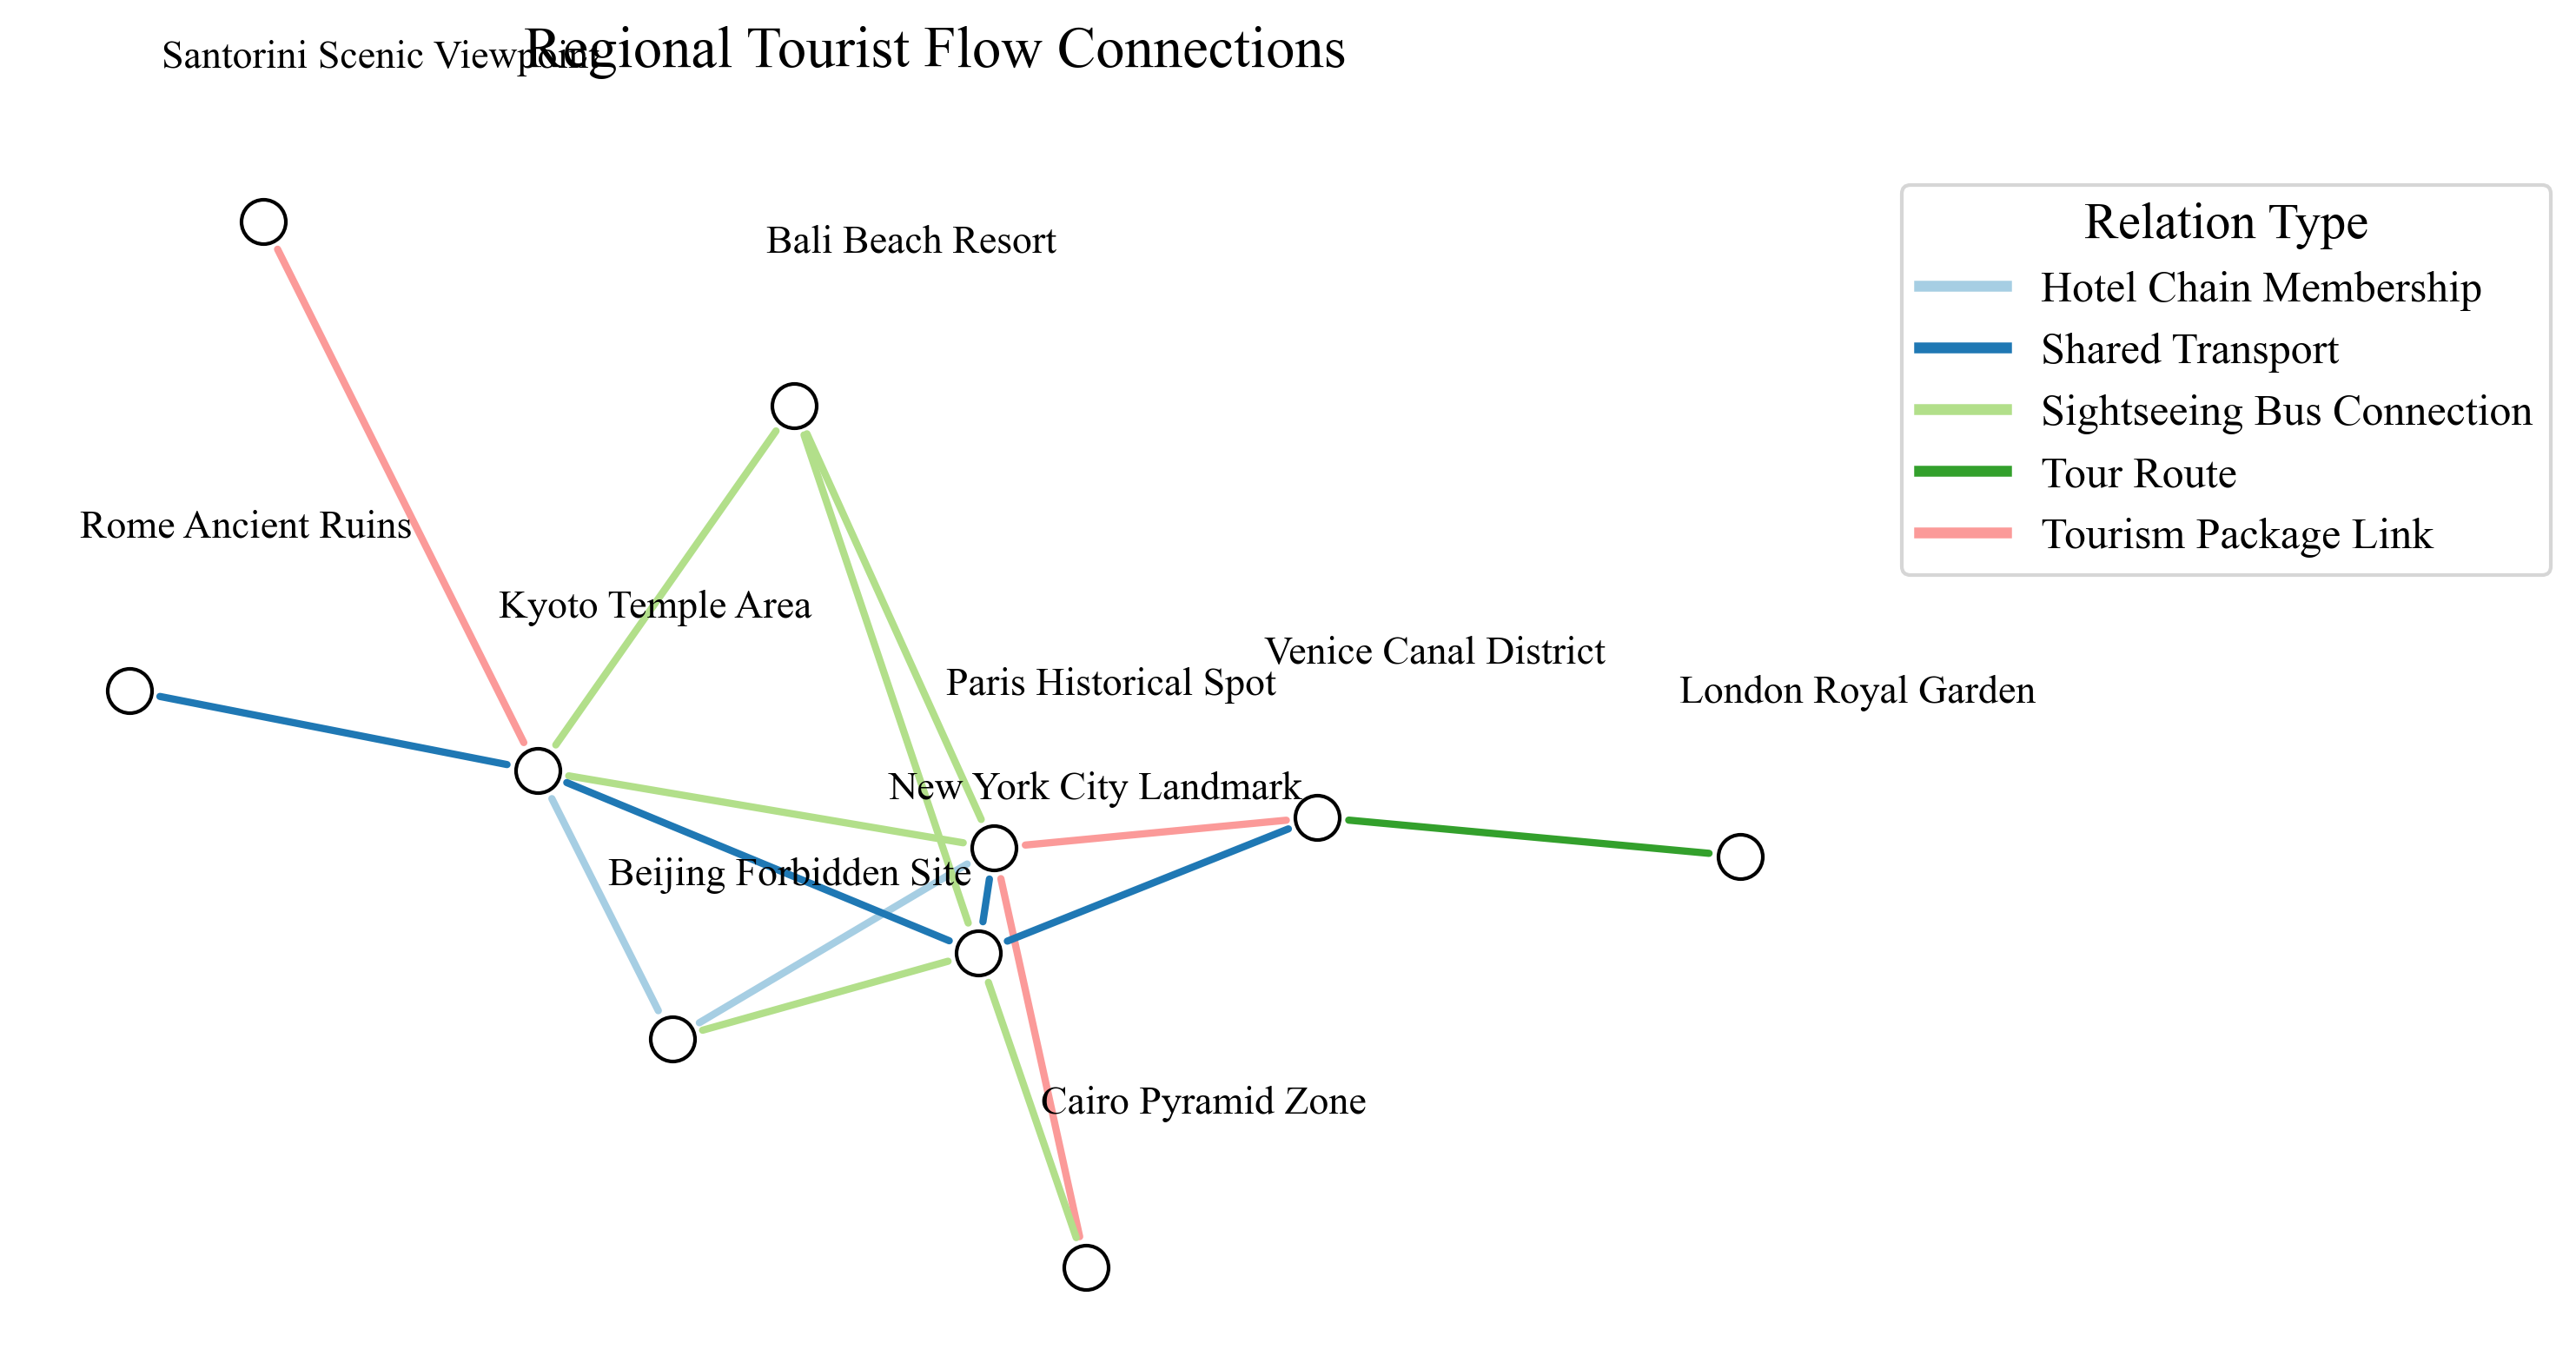 Regional Tourist Flow Connections
Santorini Scenic Viewpoint
Bali Beach Resort
Rome Ancient Ruins
Kyoto Temple Area
Paris Historical Spot
Venice Canal District
London Royal Garden
New York City Landmark
Beijing Forbidden Site
Cairo Pyramid Zone
Relation Type
Hotel Chain Membership
Shared Transport
Sightseeing Bus Connection
Tour Route
Tourism Package Link